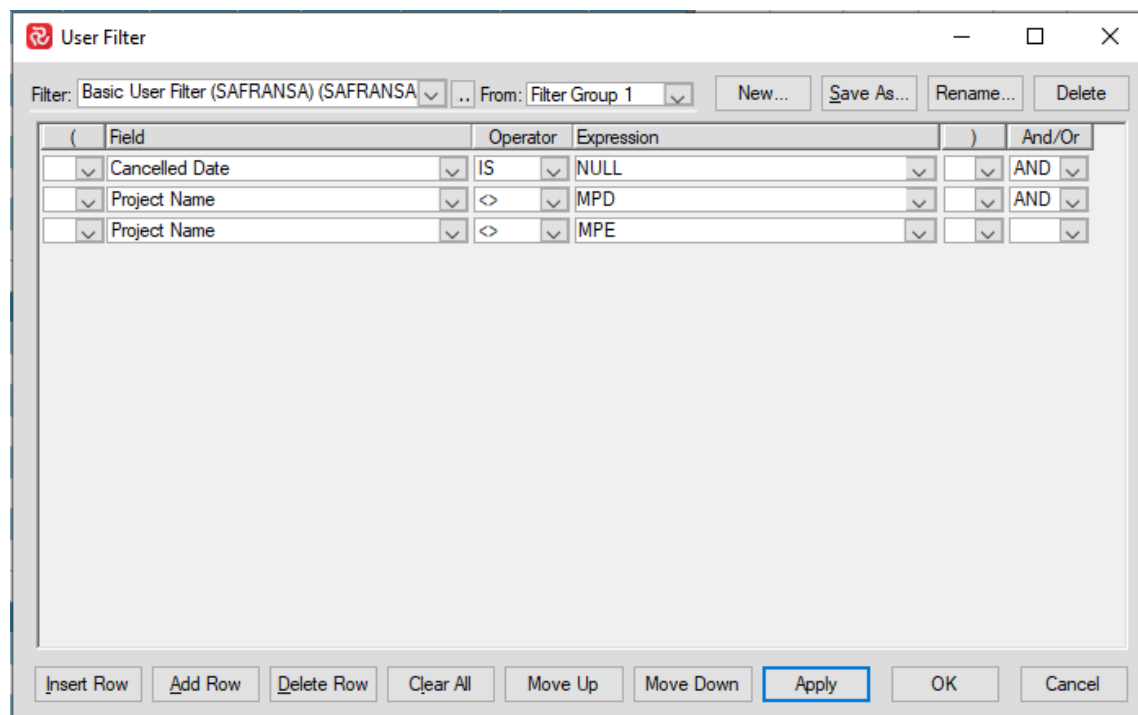 User Filter
Filter: Basic User Filter (SAFRANSA) (SAFRANSA .. From: Filter Group 1 New... Save As... Rename... Delete
( Field Operator Expression ) And/Or
Cancelled Date IS NULL AND
Project Name <> MPD AND
Project Name <> MPE
Insert Row Add Row Delete Row Clear All Move Up Move Down Apply OK Cancel